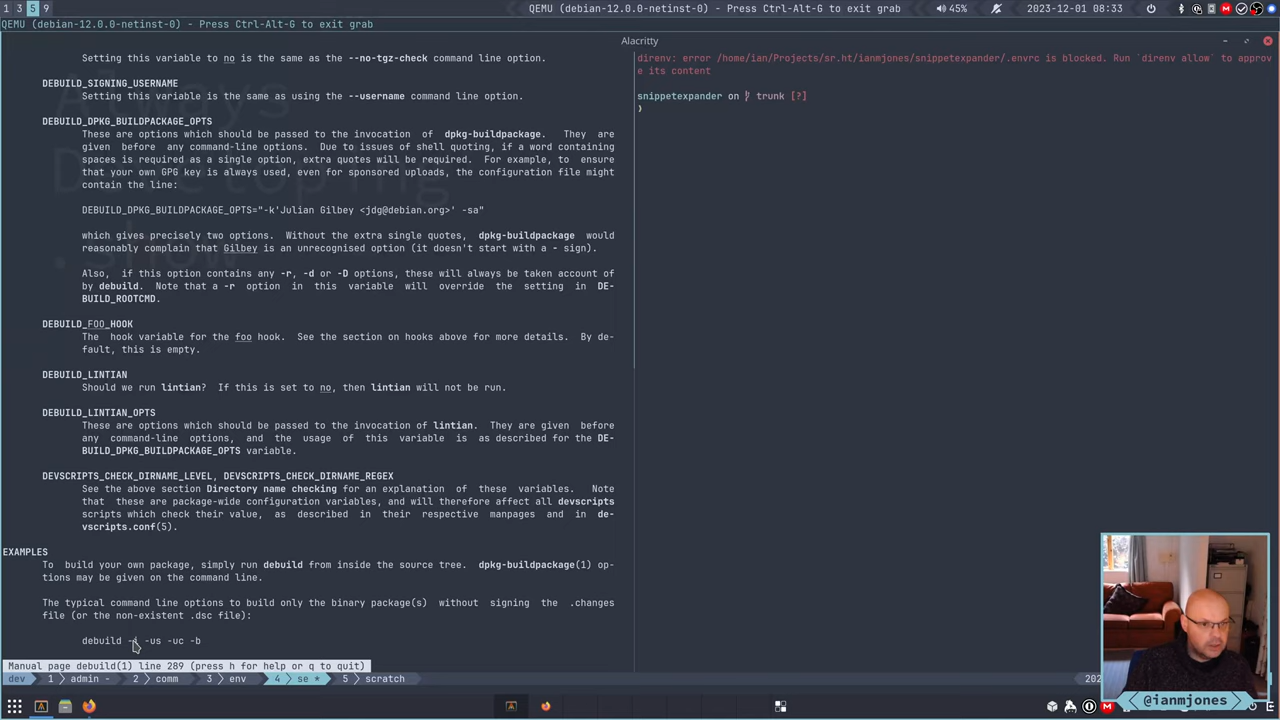 1 3 5 9
QEMU (debian-12.0.0-netinst-0) - Press Ctrl-Alt-G to exit grab
45%
2023-12-01 08:33
QEMU (debian-12.0.0-netinst-0) - Press Ctrl-Alt-G to exit grab
Alacritty
Setting this variable to no is the same as the --no-tgz-check command line option.
DEBUILD_SIGNING_USERNAME
Setting this variable is the same as using the --username command line option.
DEBUILD_DPKG_BUILDPACKAGE_OPTS
These are options which should be passed to the invocation of dpkg-buildpackage. They are
given before any command-line options. Due to issues of shell quoting, if a word containing
spaces is required as a single option, extra quotes will be required. For example, to ensure
that your own GPG key is always used, even for sponsored uploads, the configuration file might
contain the line:
DEBUILD_DPKG_BUILDPACKAGE_OPTS="-k'Julian Gilbey <jdg@debian.org>' -sa"
which gives precisely two options. Without the extra single quotes, dpkg-buildpackage would
reasonably complain that Gilbey is an unrecognised option (it doesn't start with a - sign).
Also, if this option contains any -r, -d or -D options, these will always be taken account of
by debuild. Note that a -r option in this variable will override the setting in DE-
BUILD_ROOTCMD.
DEBUILD_FOO_HOOK
The hook variable for the foo hook. See the section on hooks above for more details. By de-
fault, this is empty.
DEBUILD_LINTIAN
Should we run lintian? If this is set to no, then lintian will not be run.
DEBUILD_LINTIAN_OPTS
These are options which should be passed to the invocation of lintian. They are given before
any command-line options, and the usage of this variable is as described for the DE-
BUILD_DPKG_BUILDPACKAGE_OPTS variable.
DEVSCRIPTS_CHECK_DIRNAME_LEVEL, DEVSCRIPTS_CHECK_DIRNAME_REGEX
See the above section Directory name checking for an explanation of these variables. Note
that these are package-wide configuration variables, and will therefore affect all devscripts
scripts which check their value, as described in their respective manpages and in de-
vscripts.conf(5).
EXAMPLES
To build your own package, simply run debuild from inside the source tree. dpkg-buildpackage(1) op-
tions may be given on the command line.
The typical command line options to build only the binary package(s) without signing the .changes
file (or the non-existent .dsc file):
debuild -i -us -uc -b
Manual page debuild(1) line 289 (press h for help or q to quit)
direnv: error /home/ian/Projects/sr.ht/ianmjones/snippetexpander/.envrc is blocked. Run `direnv allow` to approv
e its content
snippetexpander on ? trunk [?]
)
Always
Developing
.show
dev 1 admin - 2 comm 3 env 4 se * 5 scratch 202
@ianmjones